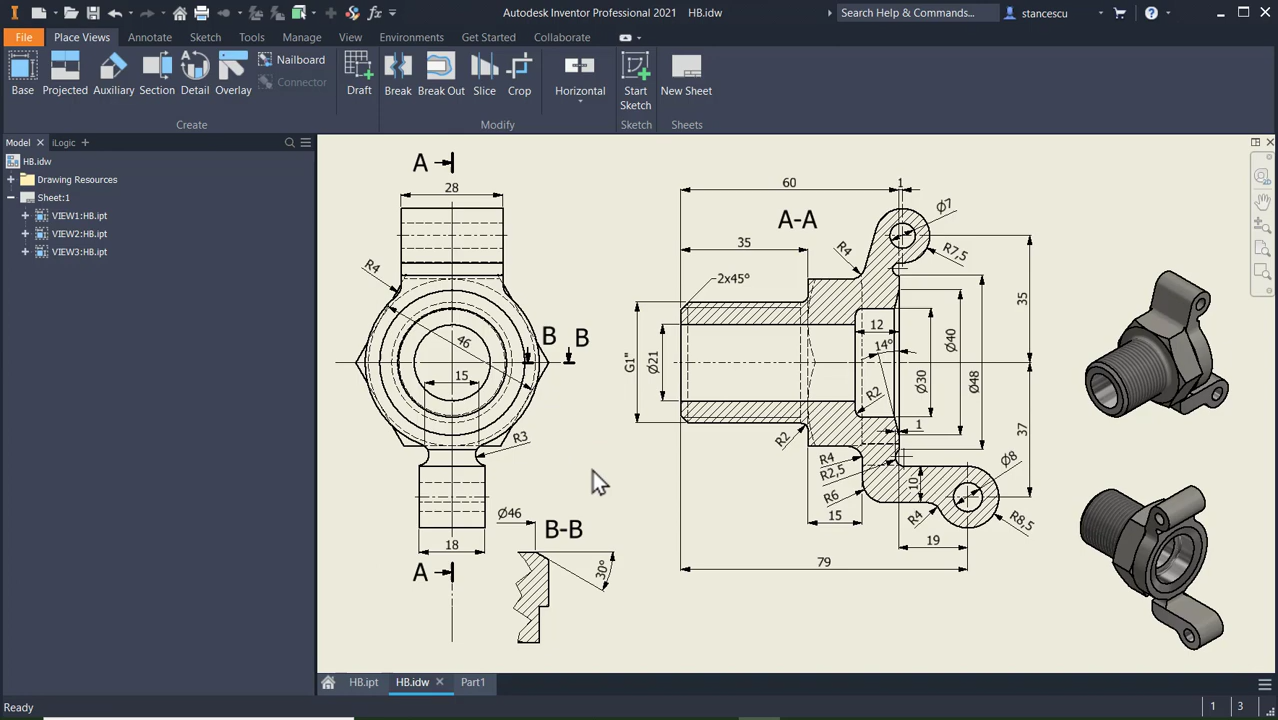 Autodesk Inventor Professional 2021 HB.idw
Search Help & Commands...
stancescu
File Place Views Annotate Sketch Tools Manage View Environments Get Started Collaborate
Base
Projected
Auxiliary
Section
Detail
Overlay
Nailboard
Connector
Draft
Break
Break Out
Slice
Crop
Horizontal
Start
Sketch
New Sheet
Create
Modify
Sketch
Sheets
Model
iLogic
HB.idw
Drawing Resources
Sheet:1
VIEW1:HB.ipt
VIEW2:HB.ipt
VIEW3:HB.ipt
A
28
R4
46
15
B
B
R3
18
A
Ø46
B-B
30°
60
1
A-A
Ø7
35
R4
R7,5
2x45°
35
12
14°
G1"
Ø21
Ø30
Ø40
Ø48
R2
R2
1
37
R4
R2,5
R6
10
Ø8
15
R4
R8,5
19
79
HB.ipt
HB.idw
Part1
Ready
1
3